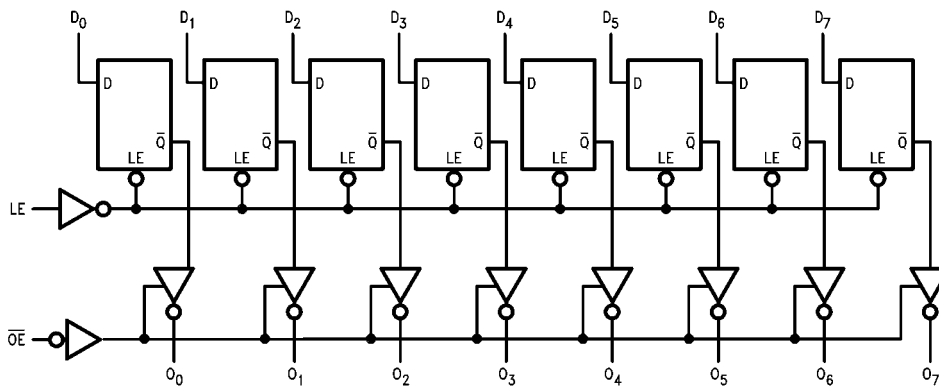 D₀ D₁ D₂ D₃ D₄ D₅ D₆ D₇
D D D D D D D D
Q̅ Q̅ Q̅ Q̅ Q̅ Q̅ Q̅ Q̅
LE LE LE LE LE LE LE LE
LE
O̅E̅
O₀ O₁ O₂ O₃ O₄ O₅ O₆ O₇